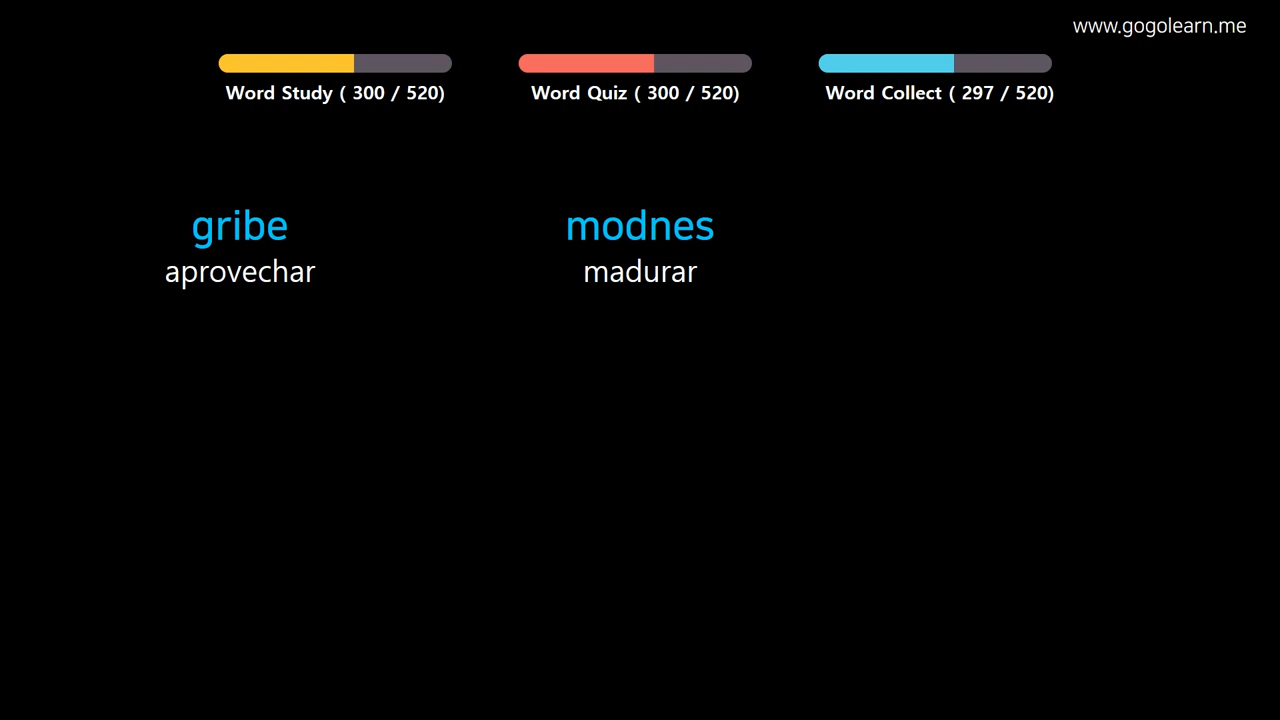 www.gogolearn.me
Word Study ( 300 / 520)
Word Quiz ( 300 / 520)
Word Collect ( 297 / 520)
gribe
modnes
aprovechar
madurar